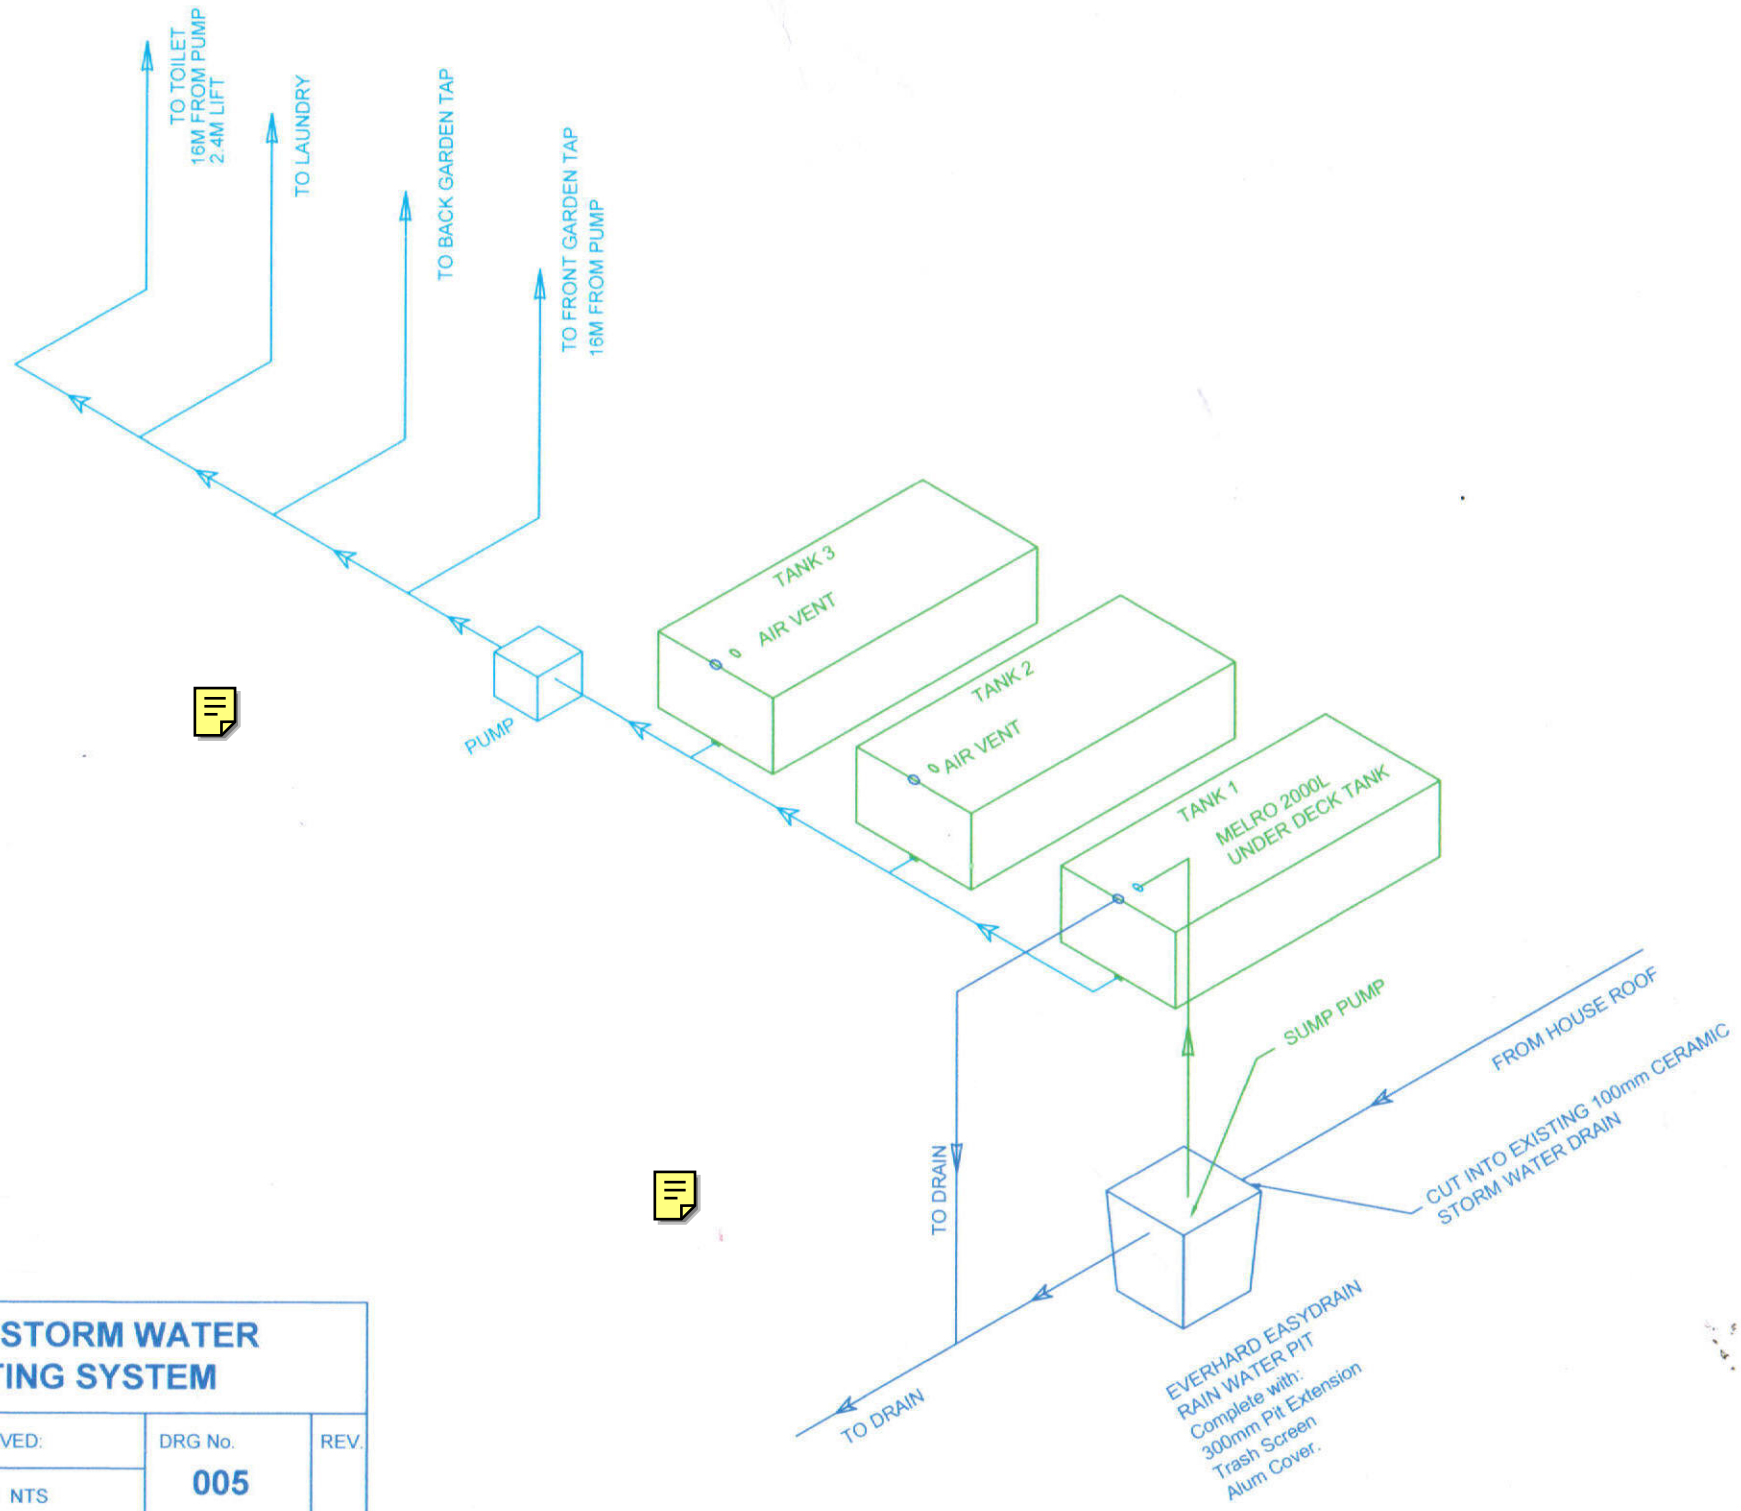 TO TOILET
16M FROM PUMP
2.4M LIFT
TO LAUNDRY
TO BACK GARDEN TAP
TO FRONT GARDEN TAP
16M FROM PUMP
TANK 3
AIR VENT
TANK 2
AIR VENT
TANK 1
MELRO 2000L
UNDER DECK TANK
PUMP
SUMP PUMP
FROM HOUSE ROOF
CUT INTO EXISTING 100mm CERAMIC
STORM WATER DRAIN
TO DRAIN
TO DRAIN
EVERHARD EASYDRAIN
RAIN WATER PIT
Complete with:
300mm Pit Extension
Trash Screen
Alum Cover.
STORM WATER
TING SYSTEM
VED:
DRG No.
REV.
005
NTS